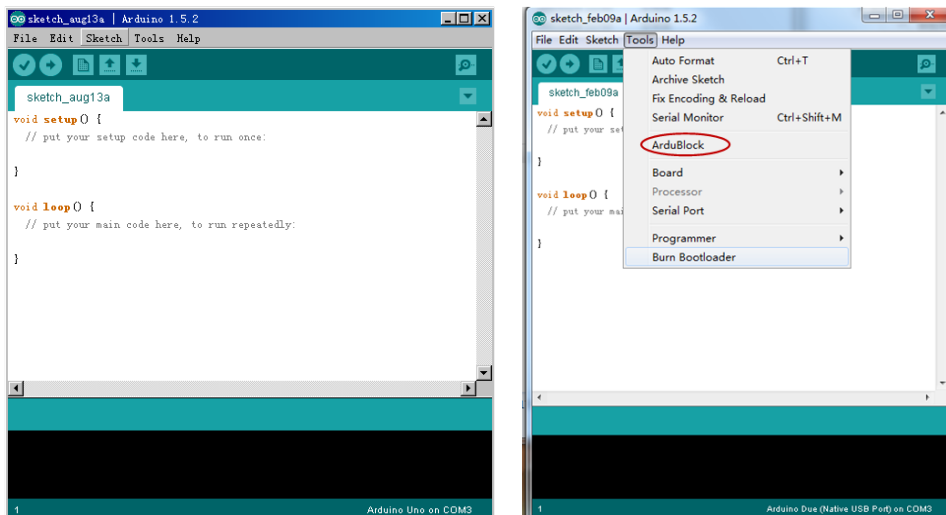 sketch_aug13a | Arduino 1.5.2
File Edit Sketch Tools Help
sketch_aug13a
void setup() {
// put your setup code here, to run once:
}
void loop() {
// put your main code here, to run repeatedly:
}
1
Arduino Uno on COM3
sketch_feb09a | Arduino 1.5.2
File Edit Sketch Tools Help
sketch_feb09a
void setup() {
// put your set
}
void loop() {
// put your mai
}
Auto Format Ctrl+T
Archive Sketch
Fix Encoding & Reload
Serial Monitor Ctrl+Shift+M
ArduBlock
Board
Processor
Serial Port
Programmer
Burn Bootloader
1
Arduino Due (Native USB Port) on COM3